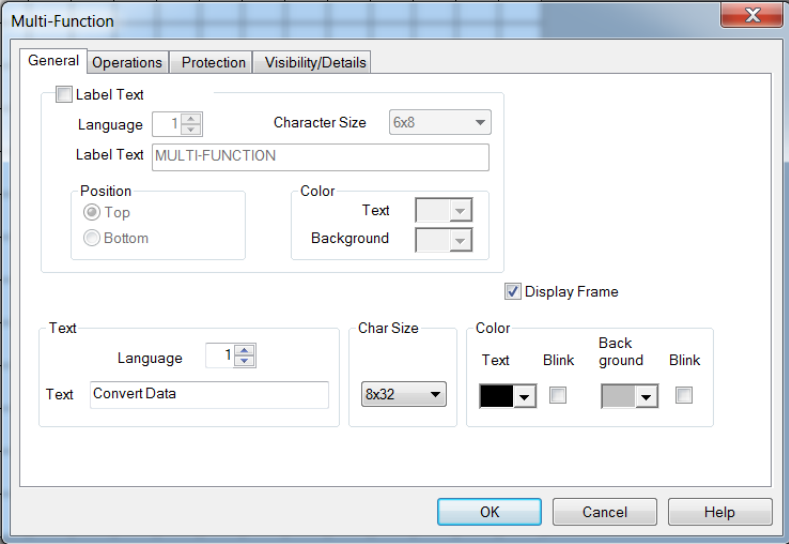 Multi-Function
General Operations Protection Visibility/Details
Label Text
Language 1 Character Size 6x8
Label Text MULTI-FUNCTION
Position Color
Top Text
Bottom Background
Display Frame
Text Char Size Color
Language 1 Text Blink Back ground Blink
Text Convert Data 8x32
OK Cancel Help